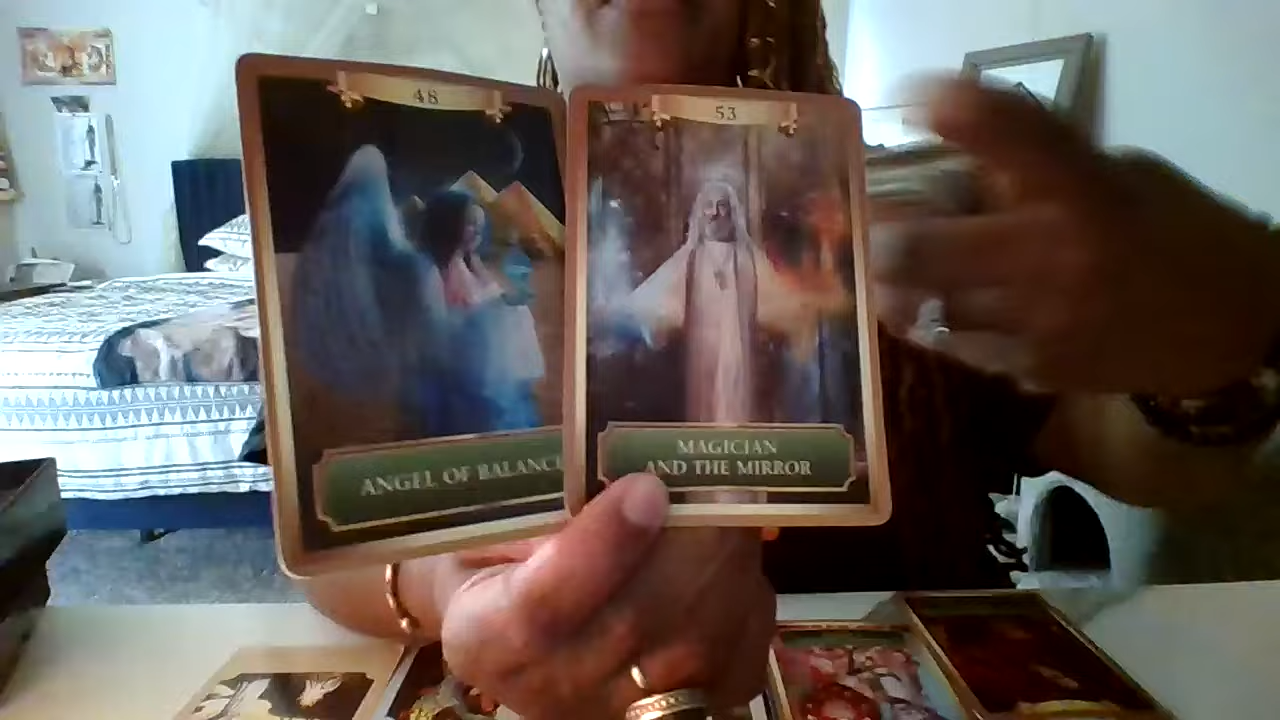 48
ANGEL OF BALANCE
53
MAGICIAN
AND THE MIRROR